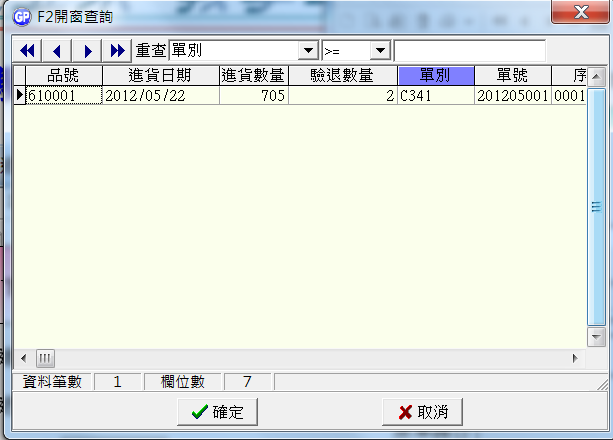 GP F2開窗查詢
重查 單別 >=
品號 進貨日期 進貨數量 驗退數量 單別 單號 序
610001 2012/05/22 705 2 C341 201205001 0001
資料筆數 1 欄位數 7
確定 取消